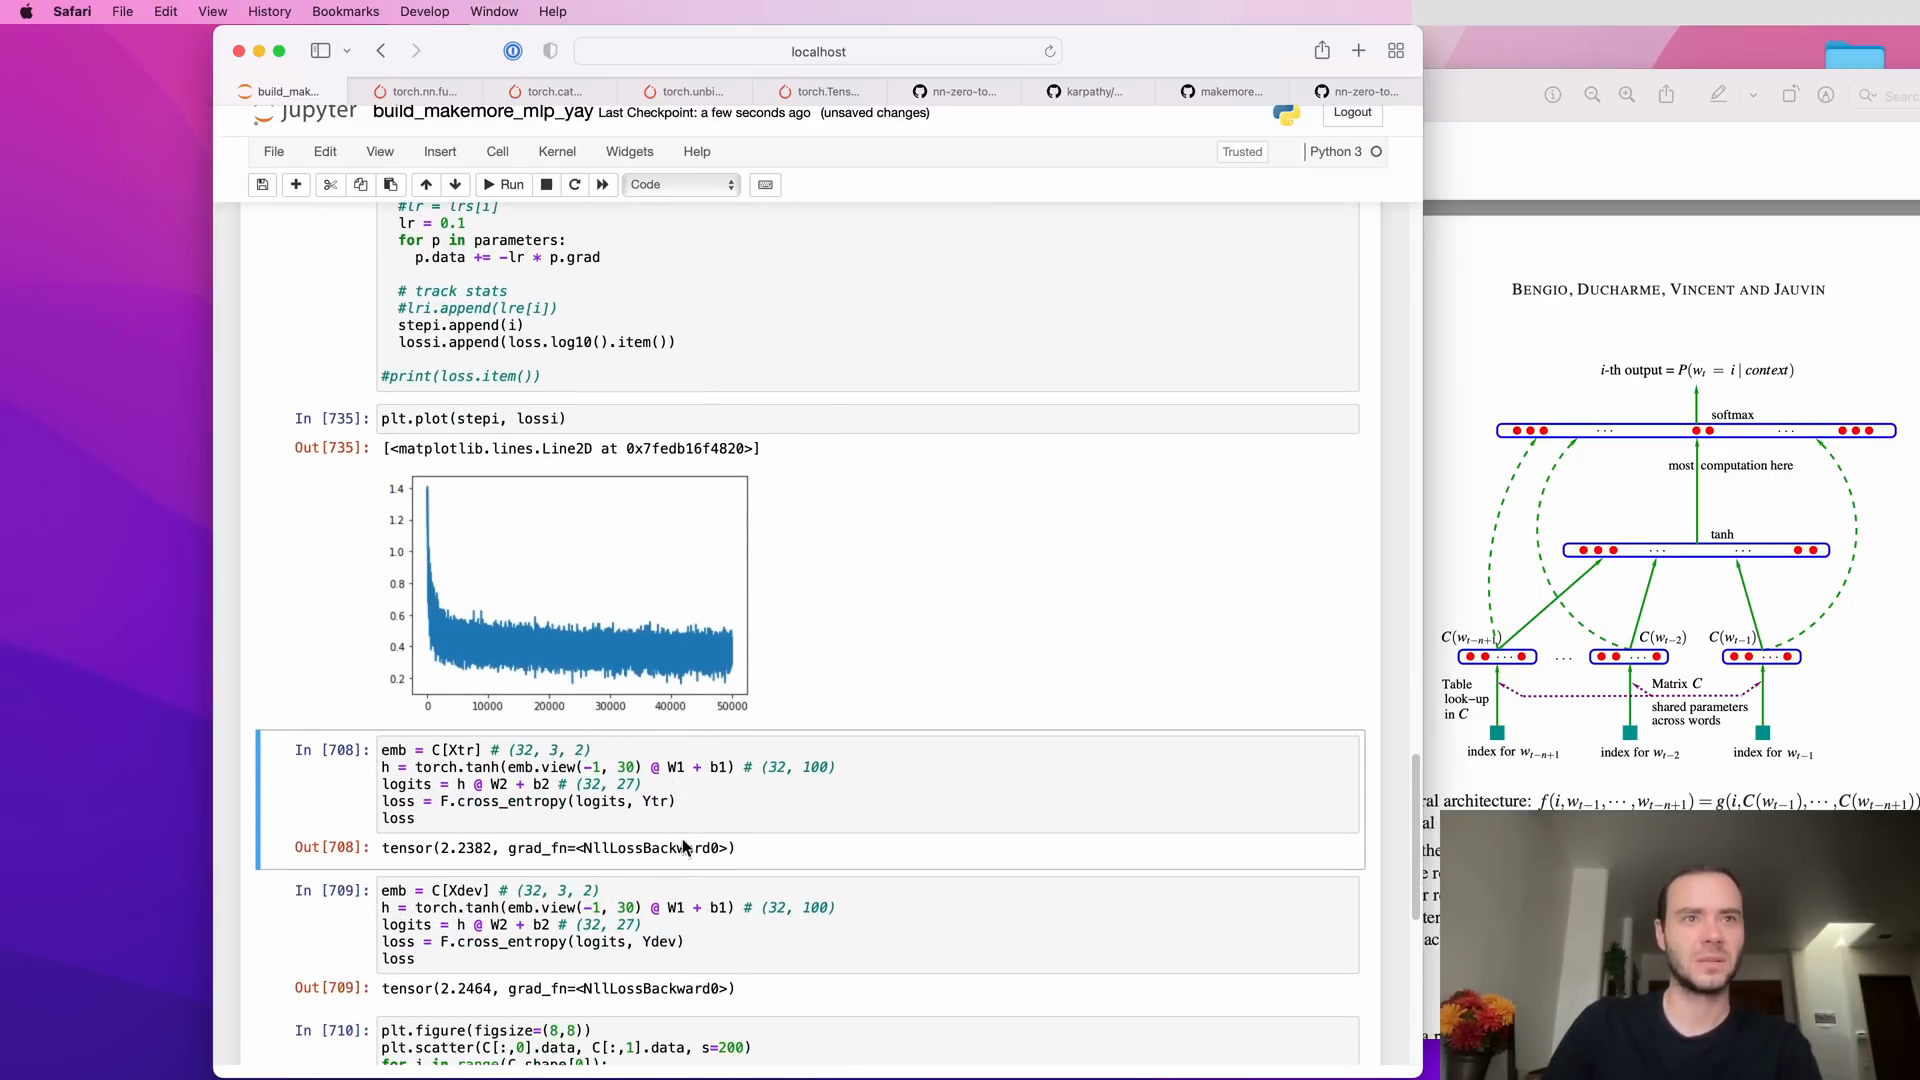 Safari File Edit View History Bookmarks Develop Window Help
localhost
build_mak... torch.nn.fu... torch.cat... torch.unbi... torch.Tens... nn-zero-to... karpathy/... makemore... nn-zero-to...
jupyter build_makemore_mlp_yay Last Checkpoint: a few seconds ago (unsaved changes) Logout
File Edit View Insert Cell Kernel Widgets Help Trusted Python 3
Run Code
#lr = lrs[i]
lr = 0.1
for p in parameters:
p.data += -lr * p.grad
# track stats
#lri.append(lre[i])
stepi.append(i)
lossi.append(loss.log10().item())
#print(loss.item())
In [735]: plt.plot(stepi, lossi)
Out[735]: [<matplotlib.lines.Line2D at 0x7fedb16f4820>]
1.4
1.2
1.0
0.8
0.6
0.4
0.2
0 10000 20000 30000 40000 50000
In [708]: emb = C[Xtr] # (32, 3, 2)
h = torch.tanh(emb.view(-1, 30) @ W1 + b1) # (32, 100)
logits = h @ W2 + b2 # (32, 27)
loss = F.cross_entropy(logits, Ytr)
loss
Out[708]: tensor(2.2382, grad_fn=<NllLossBackward0>)
In [709]: emb = C[Xdev] # (32, 3, 2)
h = torch.tanh(emb.view(-1, 30) @ W1 + b1) # (32, 100)
logits = h @ W2 + b2 # (32, 27)
loss = F.cross_entropy(logits, Ydev)
loss
Out[709]: tensor(2.2464, grad_fn=<NllLossBackward0>)
In [710]: plt.figure(figsize=(8,8))
plt.scatter(C[:,0].data, C[:,1].data, s=200)
for i in range(C.shape[0]):
Search
BENGIO, DUCHARME, VINCENT AND JAUVIN
i-th output = P(w_t = i | context)
softmax
. . . . . .
most computation here
tanh
. . . . . .
C(w_{t−n+1}) C(w_{t−2}) C(w_{t−1})
. . . . . . . . . . . .
Table
look−up
in C
Matrix C
shared parameters
across words
index for w_{t−n+1} index for w_{t−2} index for w_{t−1}
ral architecture: f(i, w_{t−1}, ··· , w_{t−n+1}) = g(i, C(w_{t−1}), ··· , C(w_{t−n+1}))